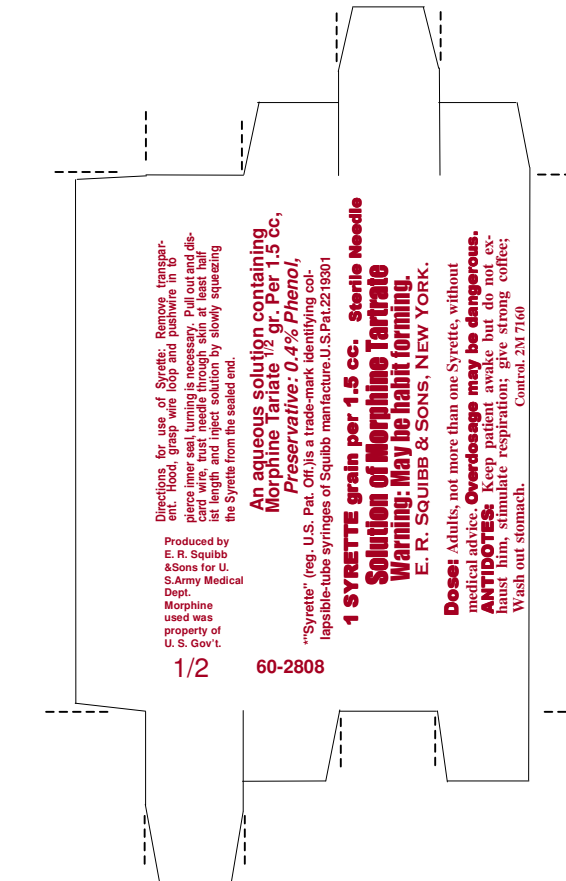 Directions for use of Syrette: Remove transpar-
ent. Hood, grasp wire loop and pushwire in to
pierce inner seal, turning is necessary. Pull out and dis-
card wire, trust needle through skin at least half
ist length and inject solution by slowly squeezing
the Syrette from the sealed end.
Produced by
E. R. Squibb
&Sons for U.
S.Army Medical
Dept.
Morphine
used was
property of
U. S. Gov't.
1/2
An aqueous solution containing
Morphine Tariate 1/2 gr. Per 1.5 cc,
Preservative: 0.4% Phenol,
*"Syrette" (reg. U.S. Pat. Off.)is a trade-mark identifying col-
lapsible-tube syringes of Squibb manfacture.U.S.Pat.2219301
60-2808
1 SYRETTE grain per 1.5 cc. Sterile Needle
Solution of Morphine Tartrate
Warning: May be habit forming.
E. R. SQUIBB & SONS, NEW YORK.
Dose: Adults, not more than one Syrette, without
medical advice. Overdosage may be dangerous.
ANTIDOTES: Keep patient awake but do not ex-
haust him, stimulate respiration; give strong coffee;
Wash out stomach. Control. 2M 7160